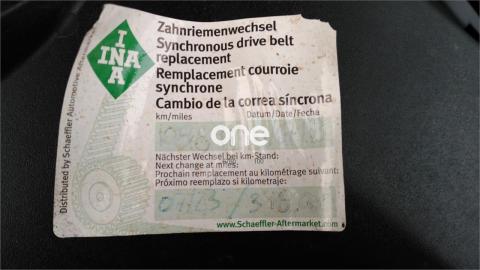 INA
INA
Zahnriemenwechsel
Synchronous drive belt
replacement
Remplacement courroie
synchrone
Cambio de la correa síncrona
km/miles Datum/Date/Fecha
one
Nächster Wechsel bei km-Stand:
Next change at miles:
Prochain remplacement au kilométrage suivant:
Próximo reemplazo si kilometraje:
www.Schaeffler-Aftermarket.com
Distributed by Schaeffler Automotive